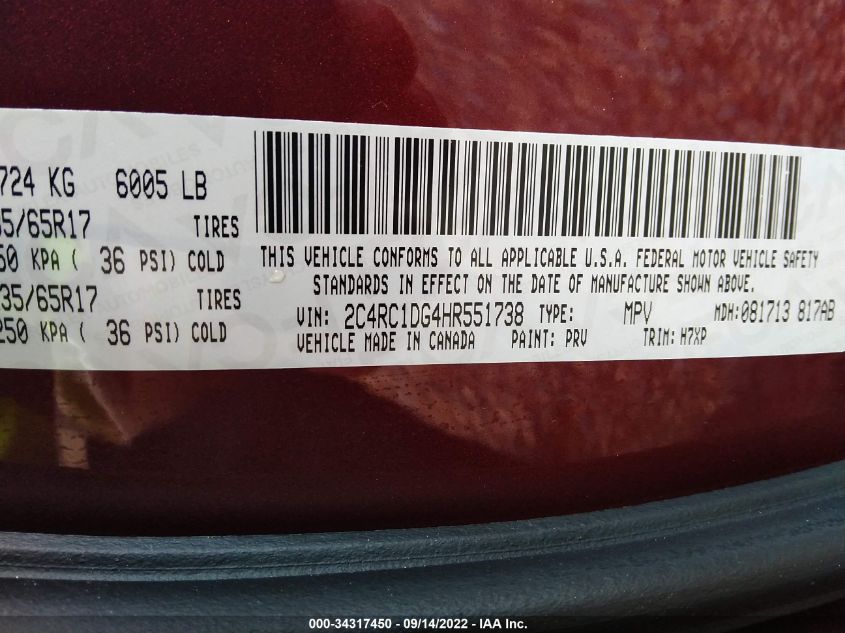 724 KG 6005 LB
35/65R17 TIRES
50 KPA ( 36 PSI) COLD
35/65R17 TIRES
250 KPA ( 36 PSI) COLD
THIS VEHICLE CONFORMS TO ALL APPLICABLE U.S.A. FEDERAL MOTOR VEHICLE SAFETY
STANDARDS IN EFFECT ON THE DATE OF MANUFACTURE SHOWN ABOVE.
VIN: 2C4RC1DG4HR551738 TYPE: MPV MDH:081713 817AB
VEHICLE MADE IN CANADA PAINT: PRV TRIM: H7XP
000-34317450 - 09/14/2022 - IAA Inc.